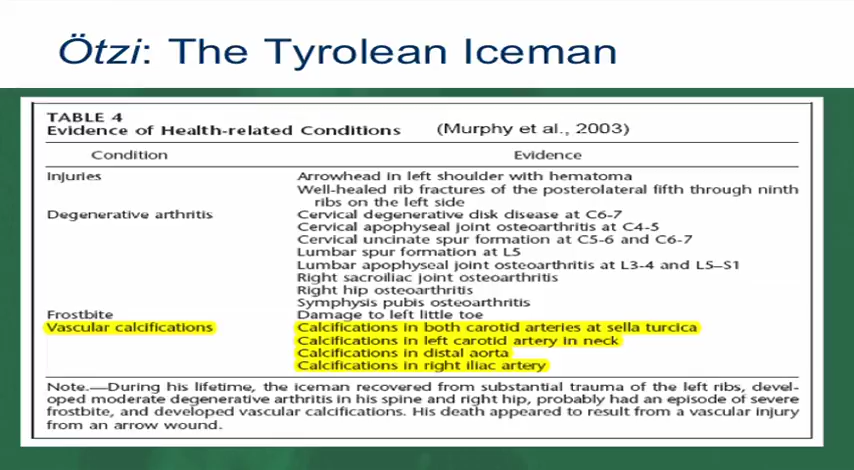 Ötzi: The Tyrolean Iceman
TABLE 4
Evidence of Health-related Conditions (Murphy et al., 2003)
Condition Evidence
Injuries Arrowhead in left shoulder with hematoma
Well-healed rib fractures of the posterolateral fifth through ninth
ribs on the left side
Degenerative arthritis Cervical degenerative disk disease at C6-7
Cervical apophyseal joint osteoarthritis at C4-5
Cervical uncinate spur formation at C5-6 and C6-7
Lumbar spur formation at L5
Lumbar apophyseal joint osteoarthritis at L3-4 and L5–S1
Right sacroiliac joint osteoarthritis
Right hip osteoarthritis
Symphysis pubis osteoarthritis
Frostbite Damage to left little toe
Vascular calcifications Calcifications in both carotid arteries at sella turcica
Calcifications in left carotid artery in neck
Calcifications in distal aorta
Calcifications in right iliac artery
Note.—During his lifetime, the iceman recovered from substantial trauma of the left ribs, devel-
oped moderate degenerative arthritis in his spine and right hip, probably had an episode of severe
frostbite, and developed vascular calcifications. His death appeared to result from a vascular injury
from an arrow wound.